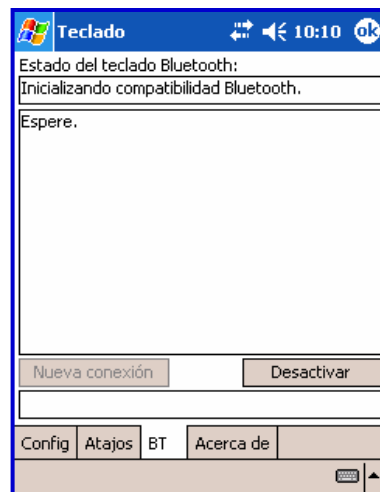 Teclado 10:10 ok
Estado del teclado Bluetooth:
Inicializando compatibilidad Bluetooth.
Espere.
Nueva conexión Desactivar
Config Atajos BT Acerca de